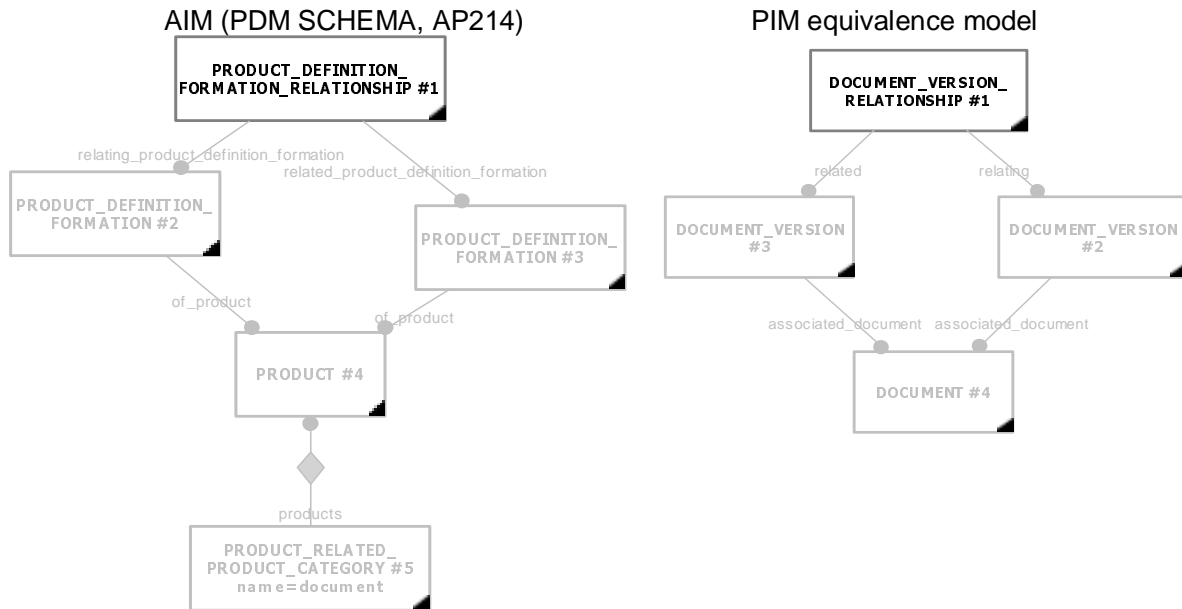 AIM (PDM SCHEMA, AP214)
PRODUCT_DEFINITION_
FORMATION_RELATIONSHIP #1
relating_product_definition_formation
related_product_definition_formation
PRODUCT_DEFINITION_
FORMATION #2
PRODUCT_DEFINITION_
FORMATION #3
of_product
of_product
PRODUCT #4
products
PRODUCT_RELATED_
PRODUCT_CATEGORY #5
name=document
PIM equivalence model
DOCUMENT_VERSION_
RELATIONSHIP #1
related
relating
DOCUMENT_VERSION
#3
DOCUMENT_VERSION
#2
associated_document
associated_document
DOCUMENT #4